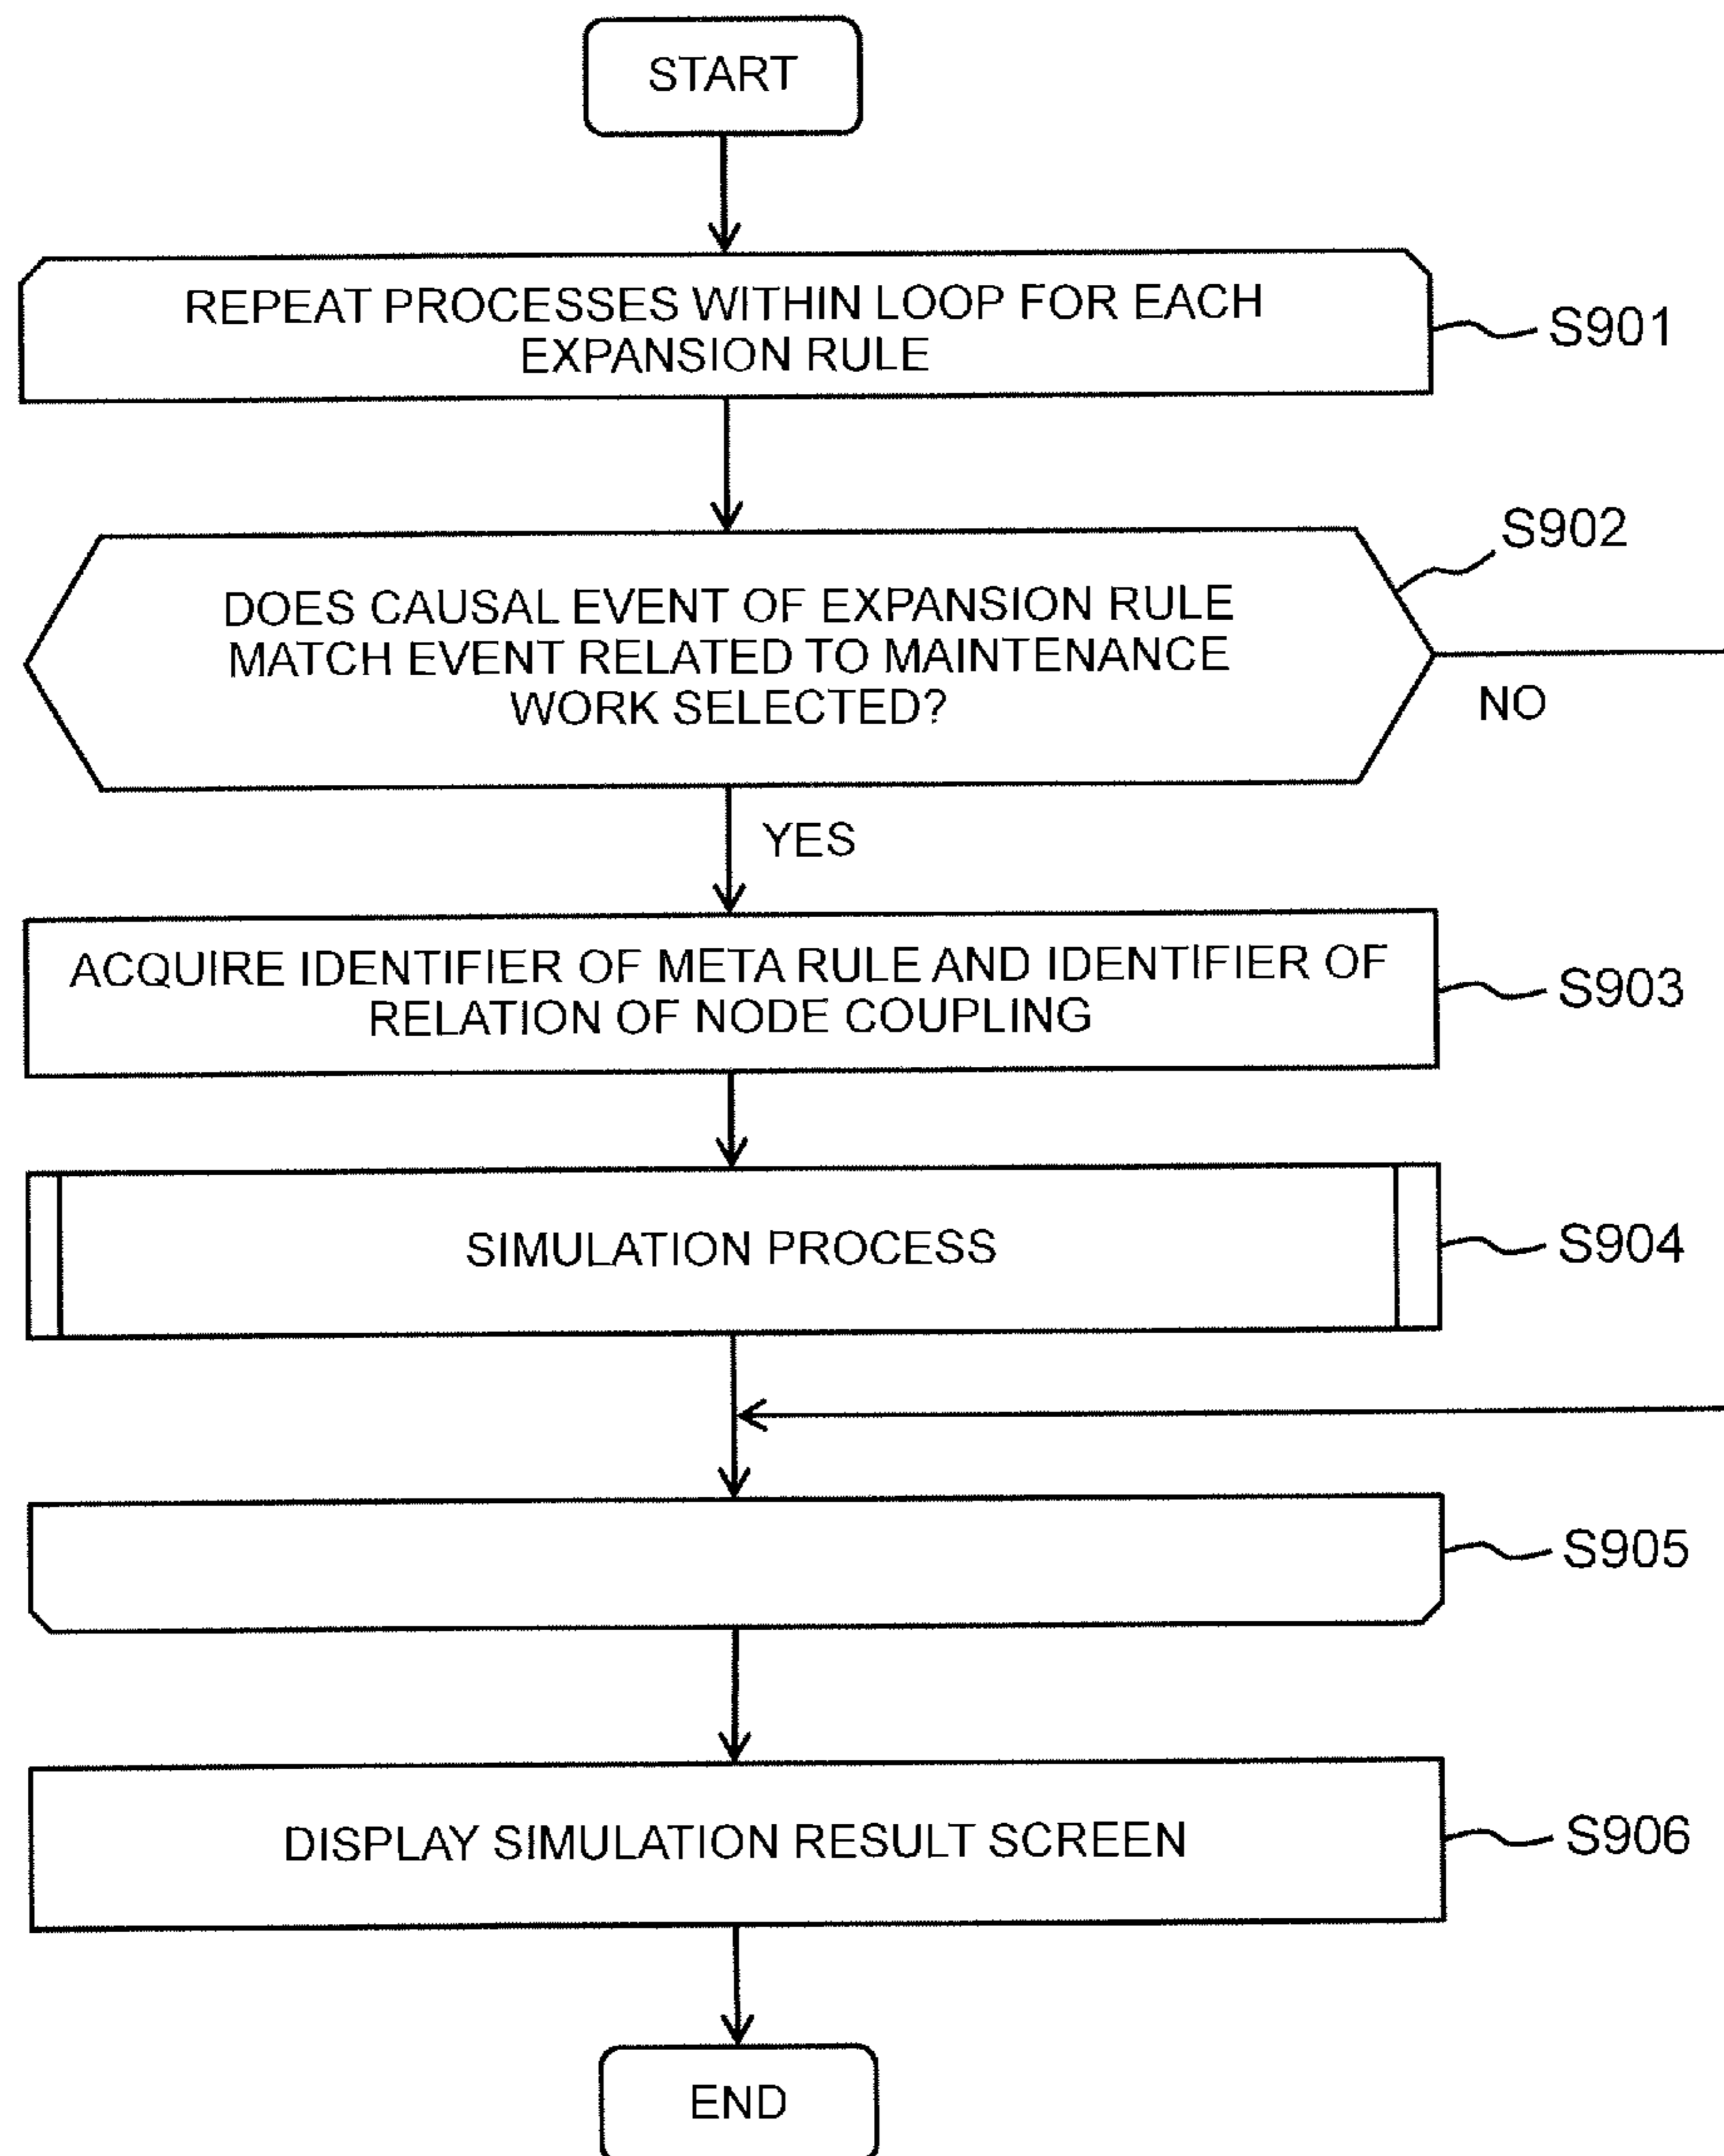 START
REPEAT PROCESSES WITHIN LOOP FOR EACH
EXPANSION RULE
S901
S902
DOES CAUSAL EVENT OF EXPANSION RULE
MATCH EVENT RELATED TO MAINTENANCE
WORK SELECTED?
NO
YES
ACQUIRE IDENTIFIER OF META RULE AND IDENTIFIER OF
RELATION OF NODE COUPLING
S903
SIMULATION PROCESS
S904
S905
DISPLAY SIMULATION RESULT SCREEN
S906
END